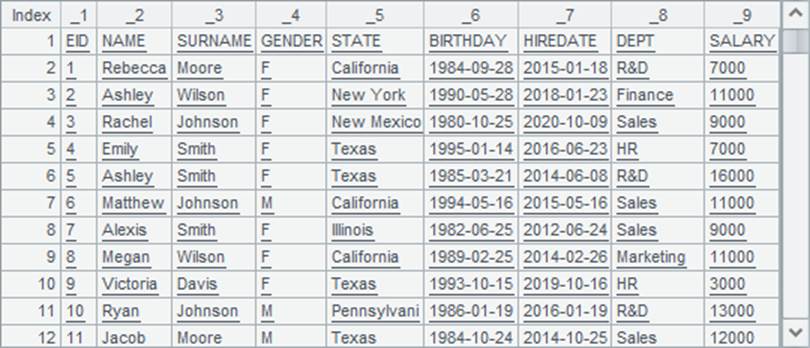 Index _1 _2 _3 _4 _5 _6 _7 _8 _9
1 EID NAME SURNAME GENDER STATE BIRTHDAY HIREDATE DEPT SALARY
2 1 Rebecca Moore F California 1984-09-28 2015-01-18 R&D 7000
3 2 Ashley Wilson F New York 1990-05-28 2018-01-23 Finance 11000
4 3 Rachel Johnson F New Mexico 1980-10-25 2020-10-09 Sales 9000
5 4 Emily Smith F Texas 1995-01-14 2016-06-23 HR 7000
6 5 Ashley Smith F Texas 1985-03-21 2014-06-08 R&D 16000
7 6 Matthew Johnson M California 1994-05-16 2015-05-16 Sales 11000
8 7 Alexis Smith F Illinois 1982-06-25 2012-06-24 Sales 9000
9 8 Megan Wilson F California 1989-02-25 2014-02-26 Marketing 11000
10 9 Victoria Davis F Texas 1993-10-15 2019-10-16 HR 3000
11 10 Ryan Johnson M Pennsylvani 1986-01-19 2016-01-19 R&D 13000
12 11 Jacob Moore M Texas 1984-10-24 2014-10-25 Sales 12000